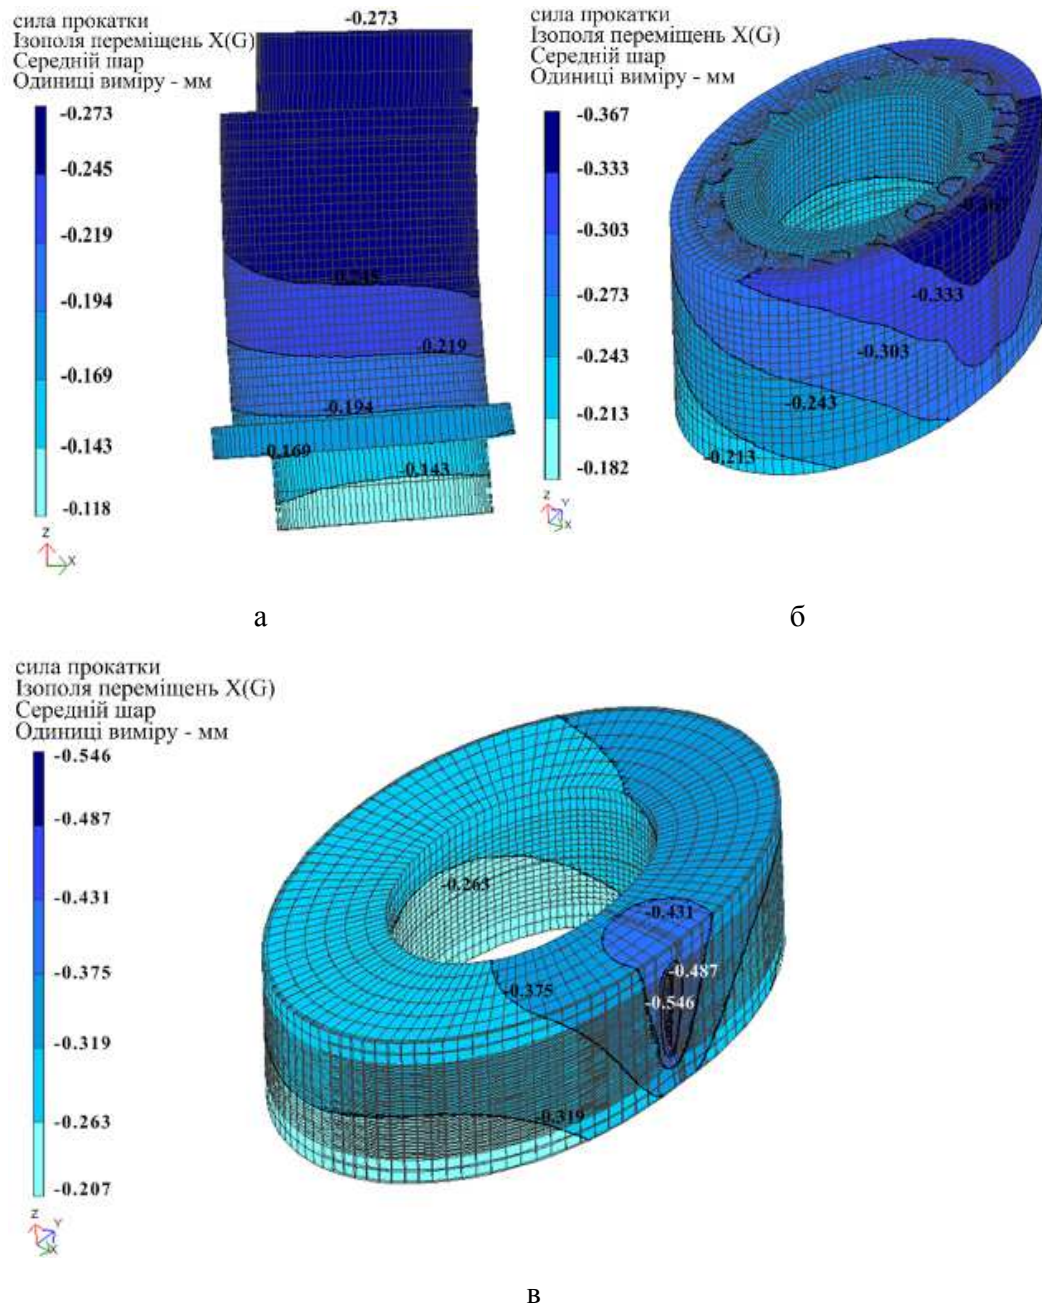 сила прокатки
Ізополя переміщень X(G)
Середній шар
Одиниці виміру - мм
-0.273
-0.273
-0.245
-0.219
-0.194
-0.169
-0.143
-0.118
-0.245
-0.219
-0.194
-0.169
-0.143
Z
X
а
сила прокатки
Ізополя переміщень X(G)
Середній шар
Одиниці виміру - мм
-0.367
-0.333
-0.303
-0.273
-0.243
-0.213
-0.182
-0.333
-0.303
-0.243
-0.213
Z
Y
X
б
сила прокатки
Ізополя переміщень X(G)
Середній шар
Одиниці виміру - мм
-0.546
-0.487
-0.431
-0.375
-0.319
-0.263
-0.207
-0.263
-0.431
-0.487
-0.546
-0.375
-0.319
Z
Y
X
в